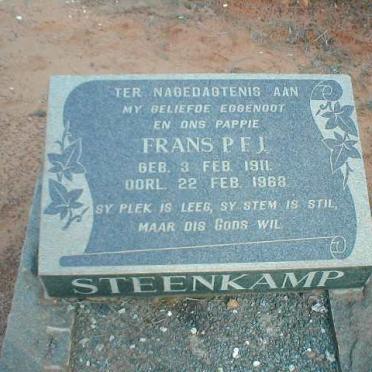 TER NAGEDAGTENIS AAN
MY GELIEFDE EGGENOOT
EN ONS PAPPIE
FRANS P.F.J.
GEB. 3 FEB. 1911.
OORL. 22 FEB. 1968.
SY PLEK IS LEEG, SY STEM IS STIL,
MAAR DIS GODS WIL.
STEENKAMP